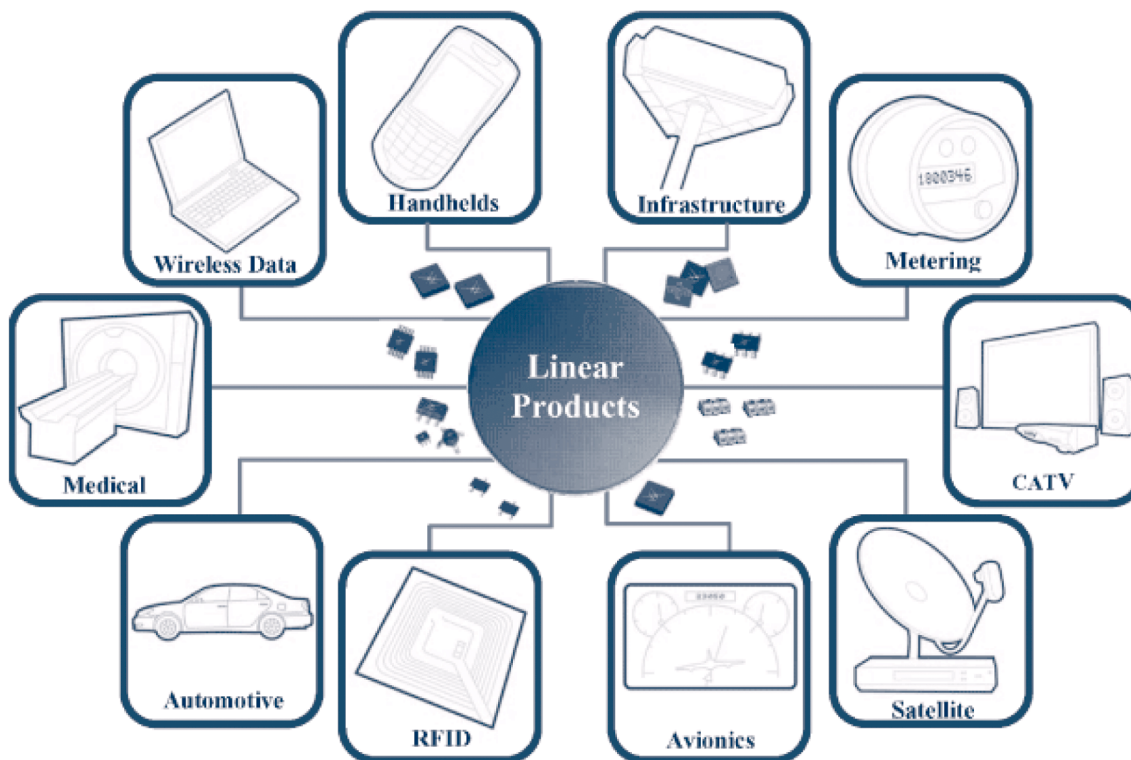 Handhelds
Infrastructure
Wireless Data
1800346
Metering
Linear
Products
Medical
CATV
Automotive
RFID
Avionics
Satellite